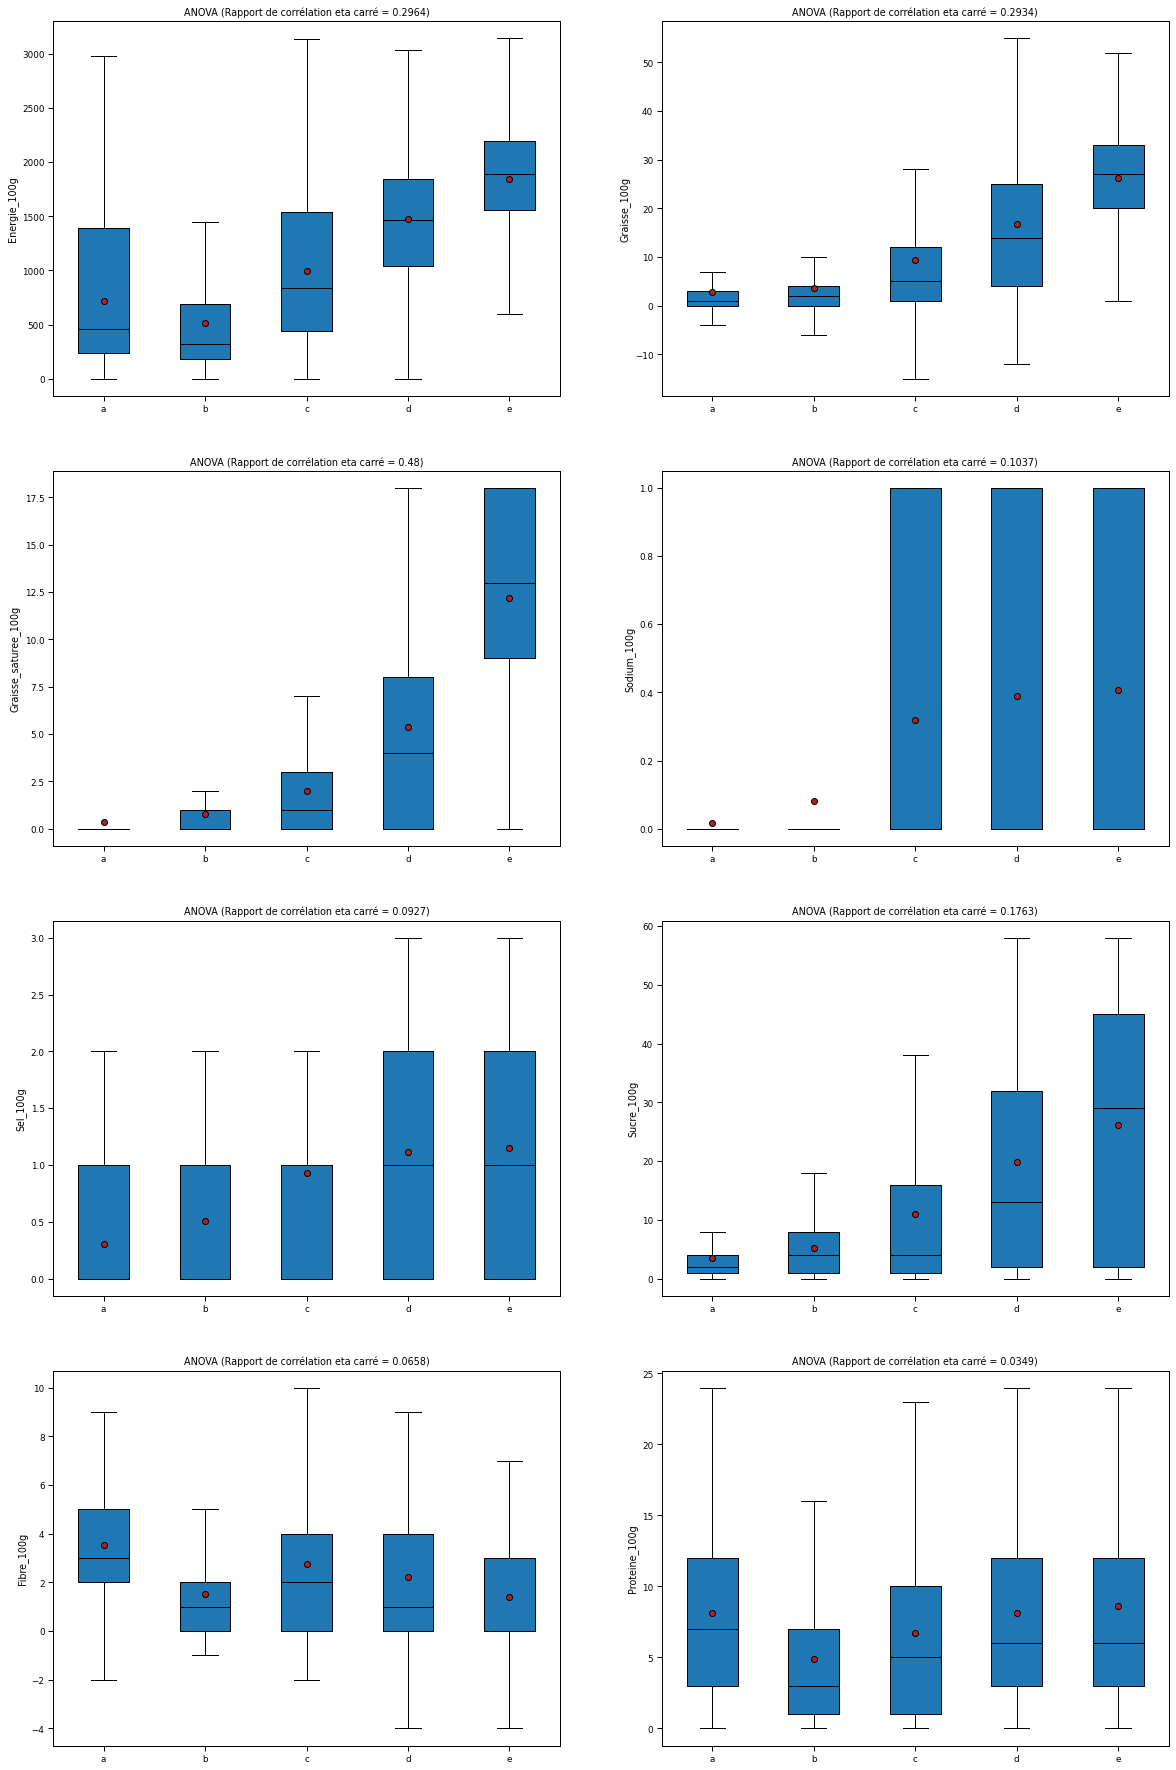 ANOVA (Rapport de corrélation eta carré = 0.2964)
3000
2500
2000
1500
1000
500
0
Energie_100g
a b c d e
ANOVA (Rapport de corrélation eta carré = 0.2934)
50
40
30
20
10
0
−10
Graisse_100g
a b c d e
ANOVA (Rapport de corrélation eta carré = 0.48)
17.5
15.0
12.5
10.0
7.5
5.0
2.5
0.0
Graisse_saturee_100g
a b c d e
ANOVA (Rapport de corrélation eta carré = 0.1037)
1.0
0.8
0.6
0.4
0.2
0.0
Sodium_100g
a b c d e
ANOVA (Rapport de corrélation eta carré = 0.0927)
3.0
2.5
2.0
1.5
1.0
0.5
0.0
Sel_100g
a b c d e
ANOVA (Rapport de corrélation eta carré = 0.1763)
60
50
40
30
20
10
0
Sucre_100g
a b c d e
ANOVA (Rapport de corrélation eta carré = 0.0658)
10
8
6
4
2
0
−2
−4
Fibre_100g
a b c d e
ANOVA (Rapport de corrélation eta carré = 0.0349)
25
20
15
10
5
0
Proteine_100g
a b c d e